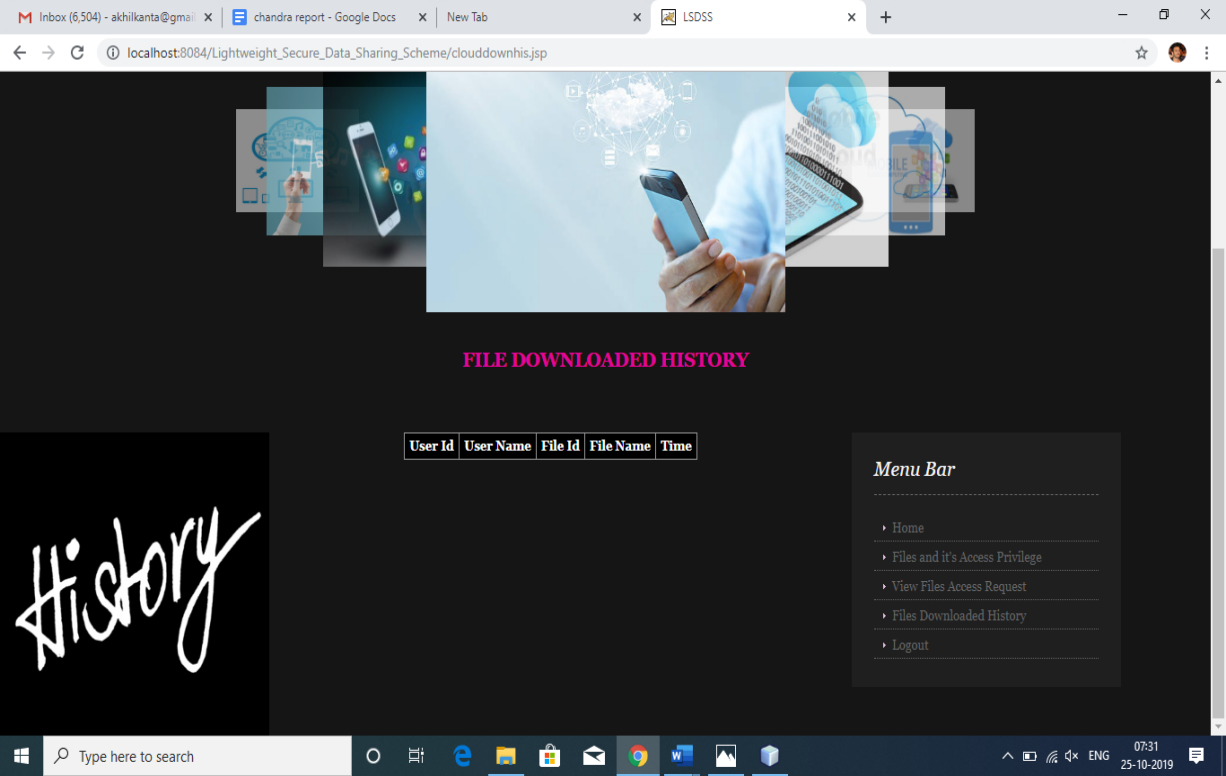 Inbox (6,504) - akhilkanta@gmai
chandra report - Google Docs
New Tab
LSDSS
localhost:8084/Lightweight_Secure_Data_Sharing_Scheme/clouddownhis.jsp
FILE DOWNLOADED HISTORY
User Id User Name File Id File Name Time
History
Menu Bar
Home
Files and it's Access Privilege
View Files Access Request
Files Downloaded History
Logout
Type here to search
ENG
07:31
25-10-2019